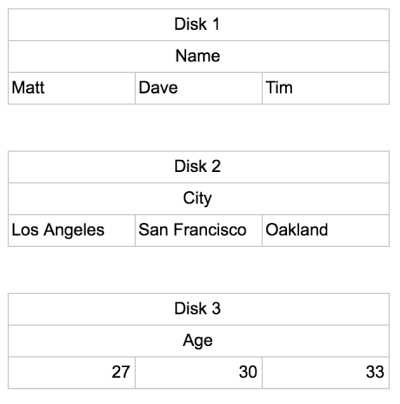 Disk 1
Name
Matt Dave Tim
Disk 2
City
Los Angeles San Francisco Oakland
Disk 3
Age
27 30 33